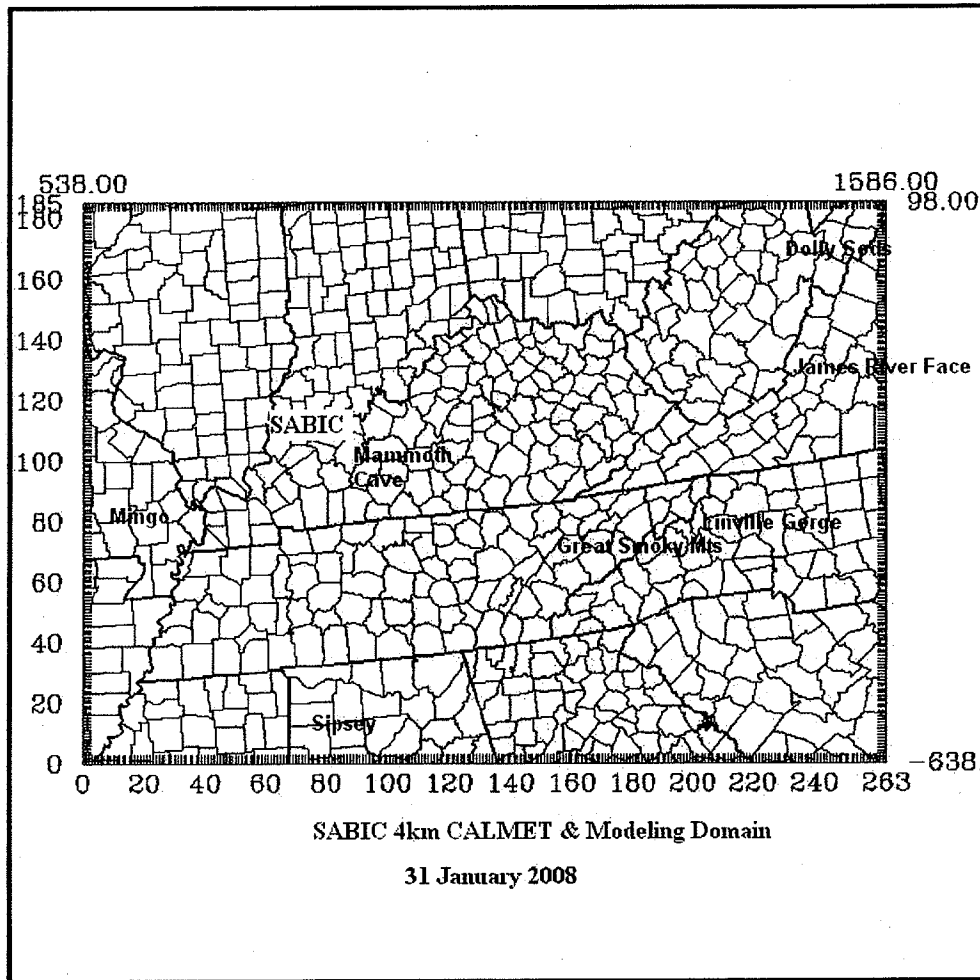 538.00 1586.00
185 98.00
180
Dolly Sods
160
140
James River Face
120
SABIC
Mammoth
100
Cave
Mingo
80
Linville Gorge
Great Smoky Mts
60
40
20
Sipsey
0 -638
0 20 40 60 80 100 120 140 160 180 200 220 240 263
SABIC 4km CALMET & Modeling Domain
31 January 2008